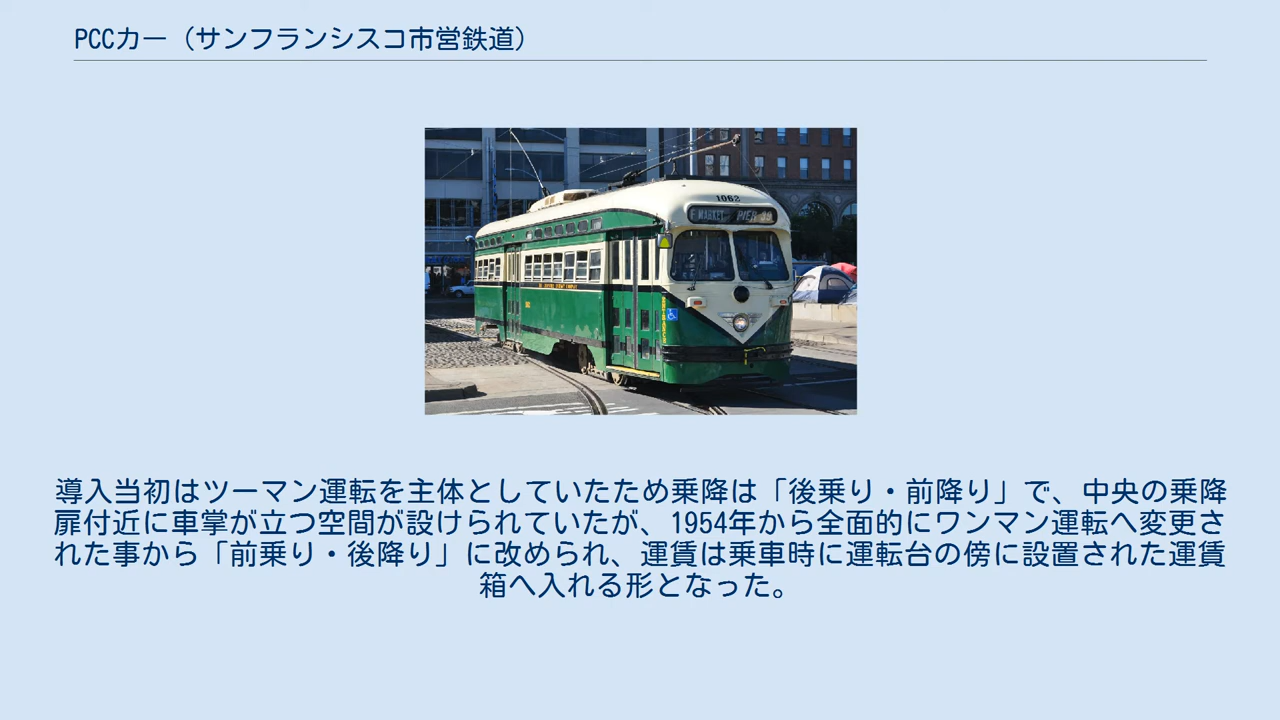 PCCカー（サンフランシスコ市営鉄道）
1062
F MARKET PIER 39
ENTRANCE
導入当初はツーマン運転を主体としていたため乗降は「後乗り・前降り」で、中央の乗降
扉付近に車掌が立つ空間が設けられていたが、1954年から全面的にワンマン運転へ変更さ
れた事から「前乗り・後降り」に改められ、運賃は乗車時に運転台の傍に設置された運賃
箱へ入れる形となった。